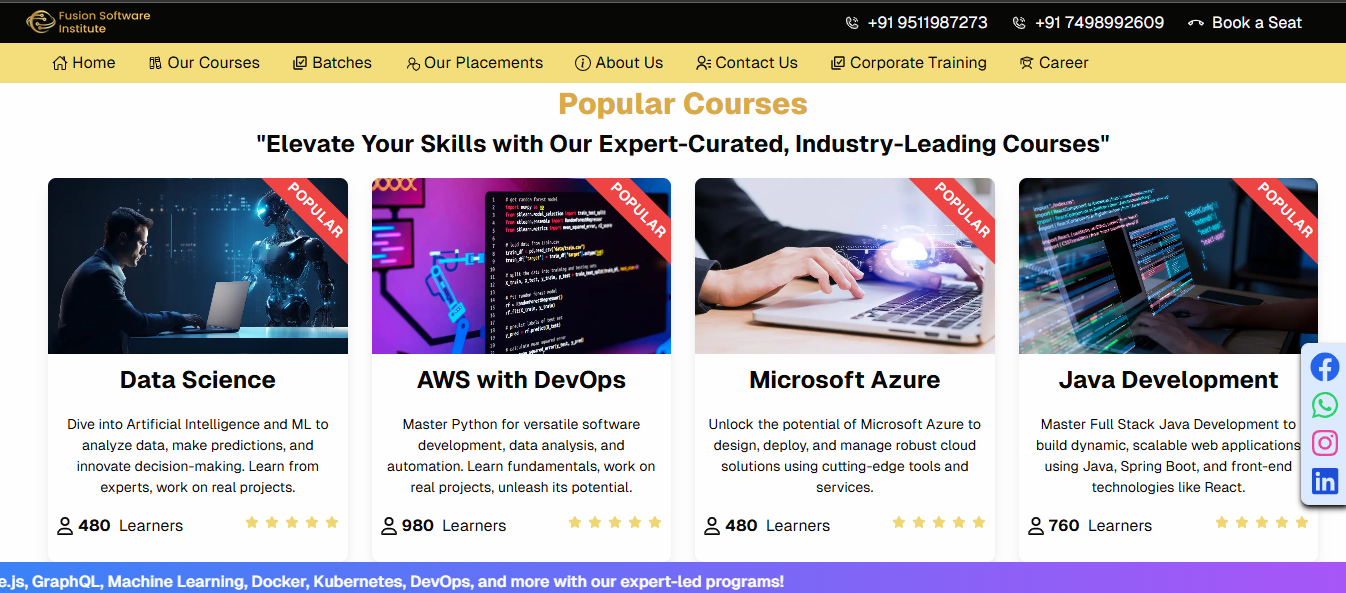 Fusion Software
Institute
+91 9511987273
+91 7498992609
Book a Seat
Home
Our Courses
Batches
Our Placements
About Us
Contact Us
Corporate Training
Career
Popular Courses
"Elevate Your Skills with Our Expert-Curated, Industry-Leading Courses"
POPULAR
POPULAR
POPULAR
POPULAR
Data Science
Dive into Artificial Intelligence and ML to
analyze data, make predictions, and
innovate decision-making. Learn from
experts, work on real projects.
480 Learners
AWS with DevOps
Master Python for versatile software
development, data analysis, and
automation. Learn fundamentals, work on
real projects, unleash its potential.
980 Learners
Microsoft Azure
Unlock the potential of Microsoft Azure to
design, deploy, and manage robust cloud
solutions using cutting-edge tools and
services.
480 Learners
Java Development
Master Full Stack Java Development to
build dynamic, scalable web applications
using Java, Spring Boot, and front-end
technologies like React.
760 Learners
e.js, GraphQL, Machine Learning, Docker, Kubernetes, DevOps, and more with our expert-led programs!